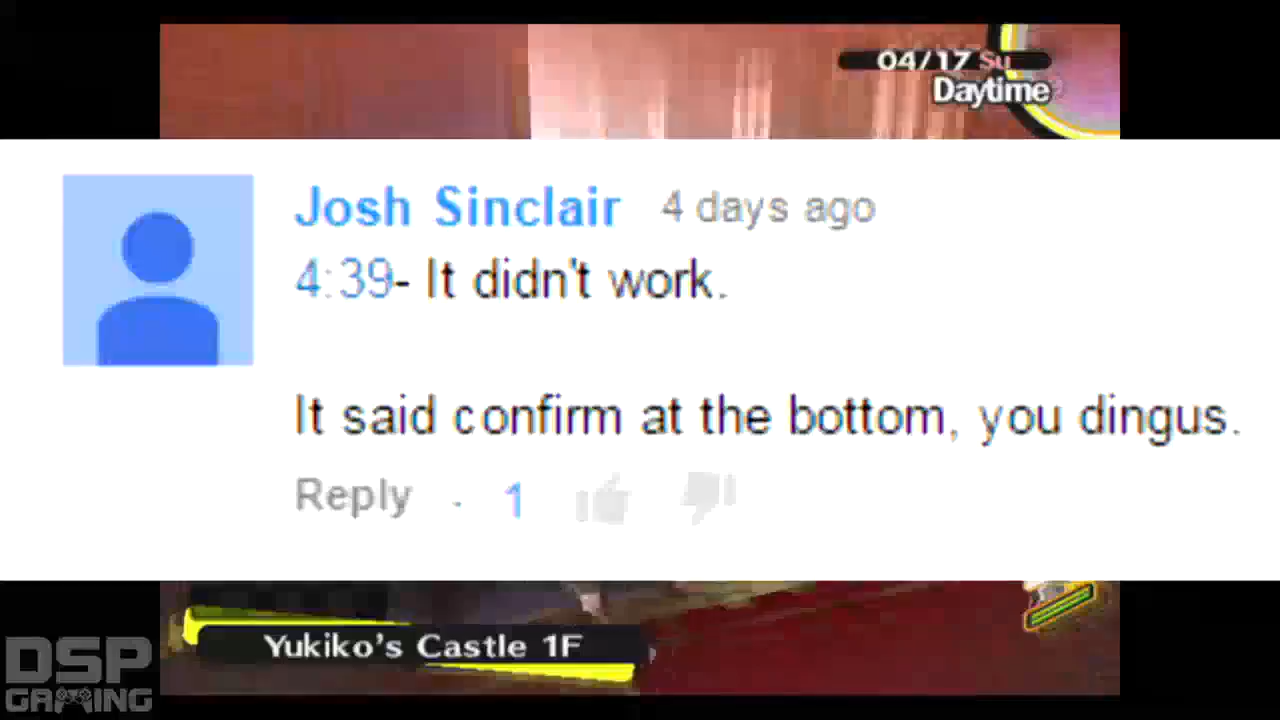 04/17 Su
Daytime
Josh Sinclair 4 days ago
4:39- It didn't work.
It said confirm at the bottom, you dingus.
Reply · 1
Yukiko's Castle 1F
DSP
GAMING